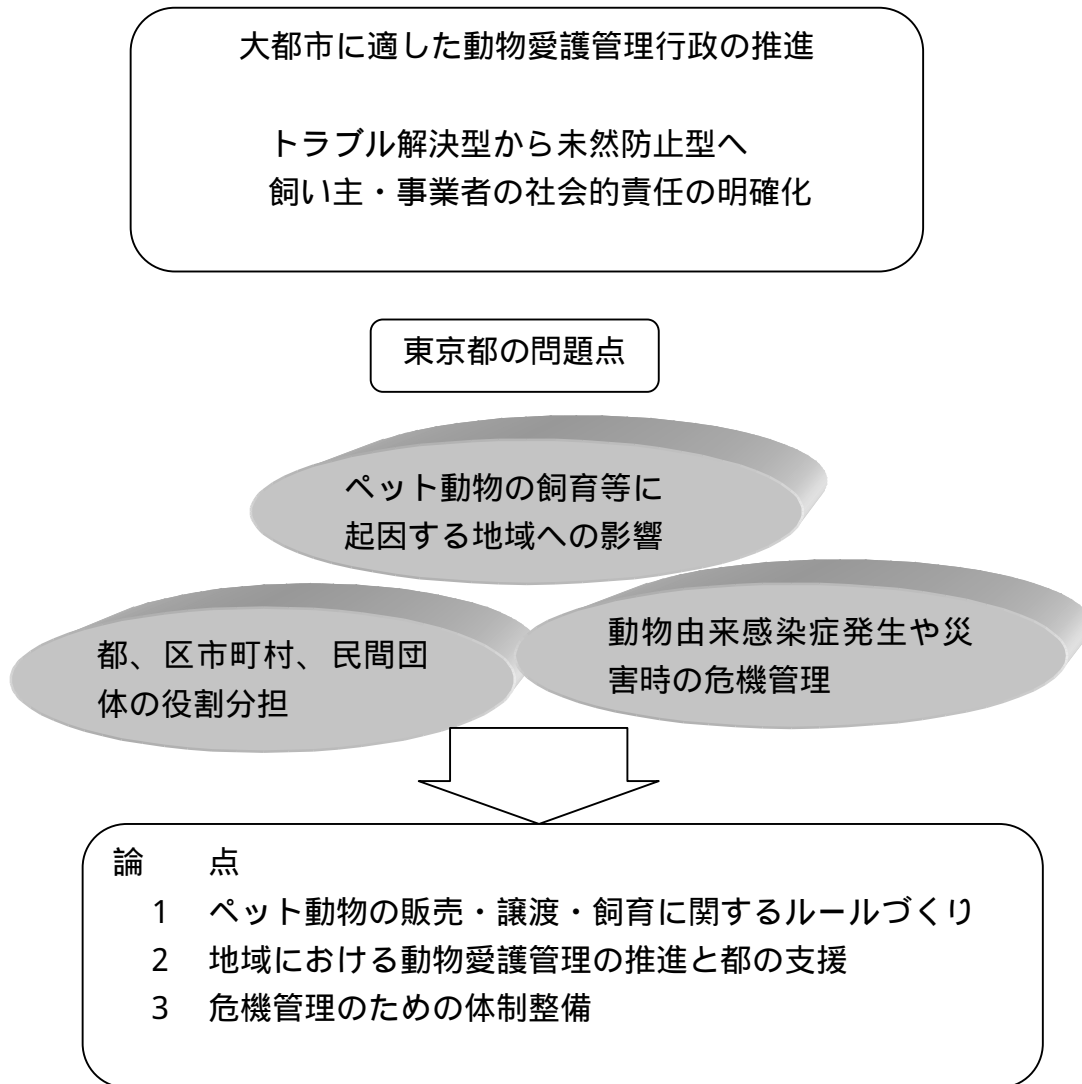 大都市に適した動物愛護管理行政の推進
トラブル解決型から未然防止型へ
飼い主・事業者の社会的責任の明確化
東京都の問題点
ペット動物の飼育等に
起因する地域への影響
都、区市町村、民間団
体の役割分担
動物由来感染症発生や災
害時の危機管理
論　　点
1　ペット動物の販売・譲渡・飼育に関するルールづくり
2　地域における動物愛護管理の推進と都の支援
3　危機管理のための体制整備